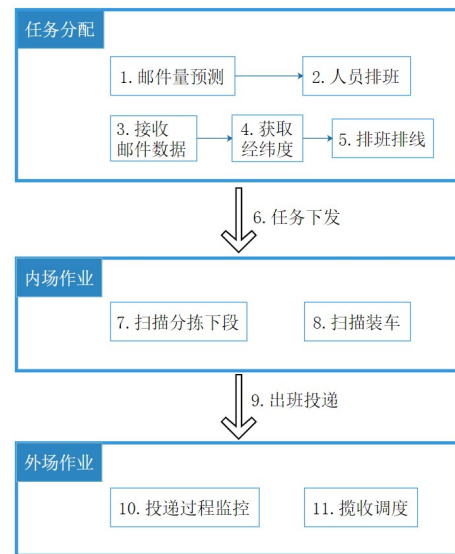 任务分配
1. 邮件量预测
2. 人员排班
3. 接收
邮件数据
4. 获取
经纬度
5. 排班排线
6. 任务下发
内场作业
7. 扫描分拣下段
8. 扫描装车
9. 出班投递
外场作业
10. 投递过程监控
11. 揽收调度